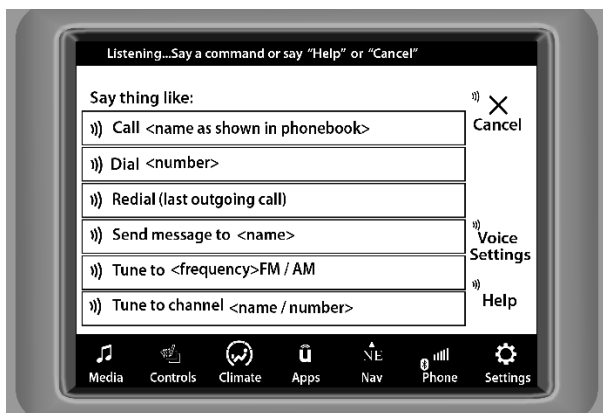 Listening...Say a command or say “Help” or “Cancel”
Say thing like:
Call <name as shown in phonebook>
Dial <number>
Redial (last outgoing call)
Send message to <name>
Tune to <frequency>FM / AM
Tune to channel <name / number>
Cancel
Voice
Settings
Help
ū
NE
Media Controls Climate Apps Nav Phone Settings